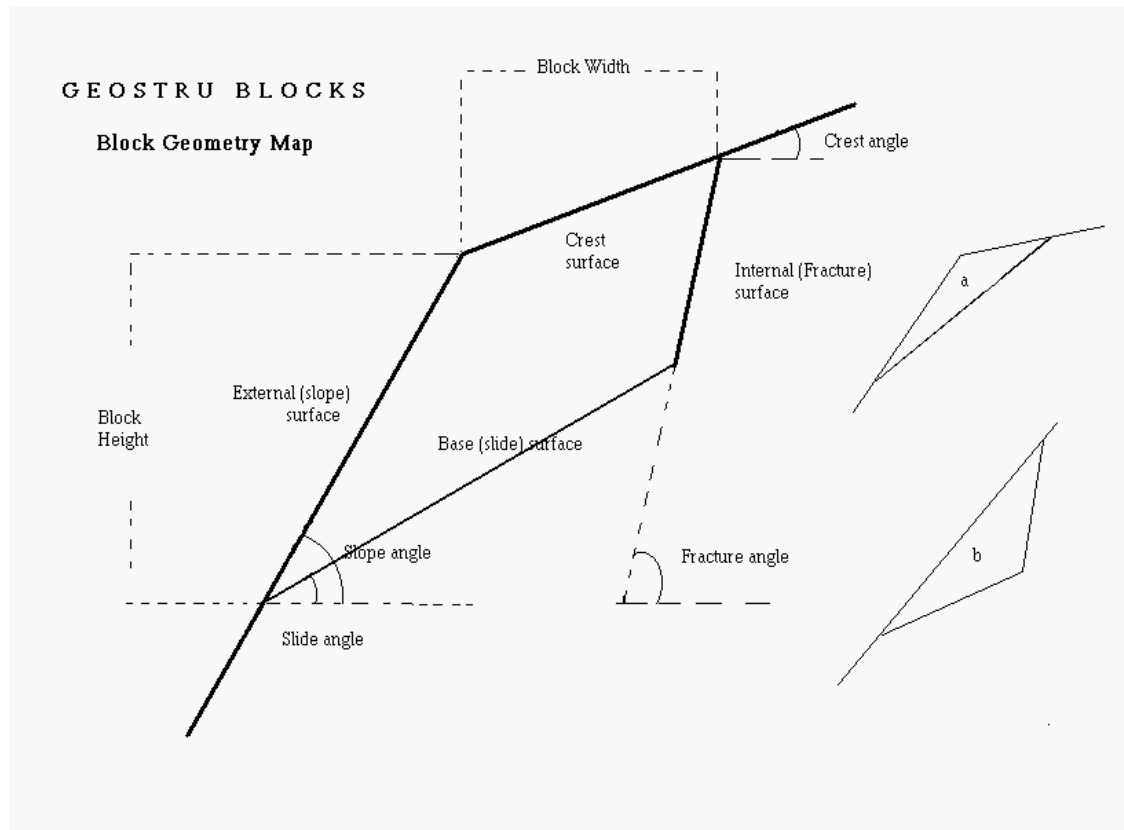 GEOSTRU BLOCKS
Block Geometry Map
Block Width
Crest angle
Crest
surface
Internal (Fracture)
surface
a
External (slope)
surface
Block
Height
Base (slide) surface
Slope angle
Fracture angle
b
Slide angle